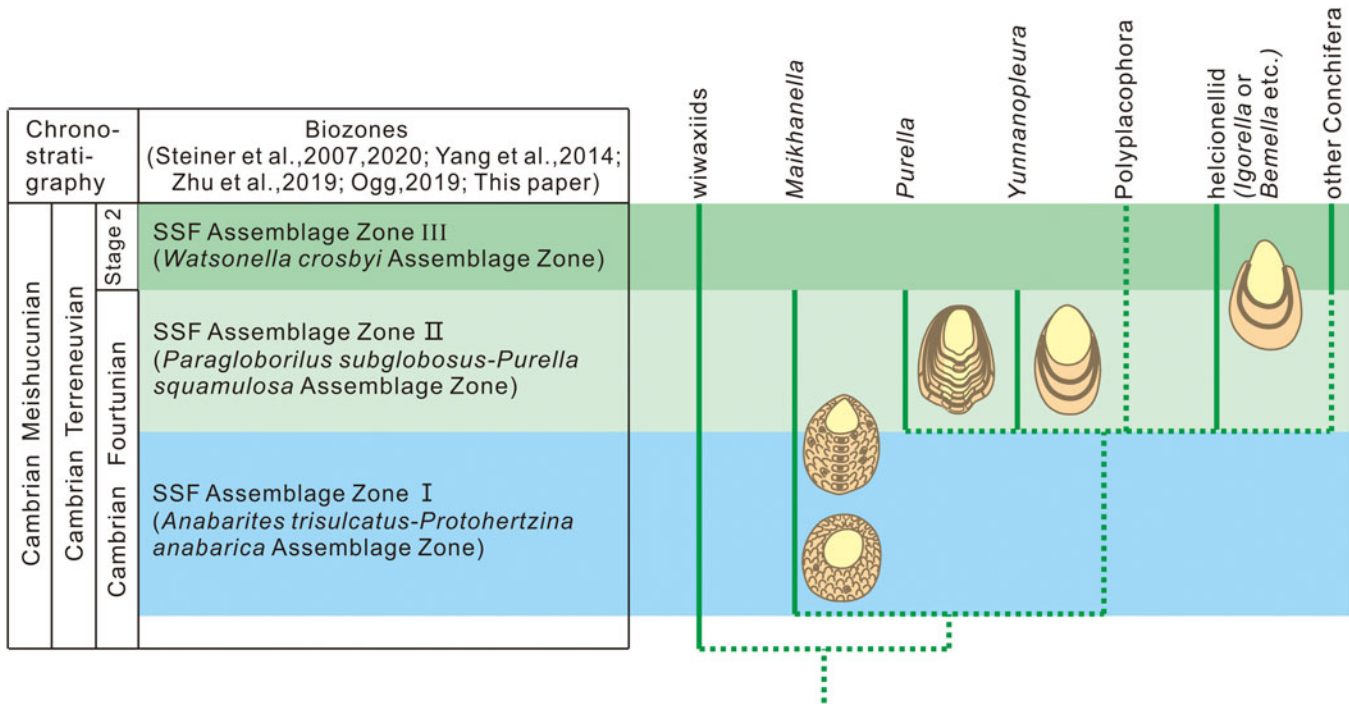 Chrono-
strati-
graphy
Biozones
(Steiner et al.,2007,2020; Yang et al.,2014;
Zhu et al.,2019; Ogg,2019; This paper)
wiwaxiids
Maikhanella
Purella
Yunnanopleura
Polyplacophora
helcionellid
(Igorella or
Bemella etc.)
other Conchifera
Cambrian Meishucunian
Cambrian Terreneuvian
Stage 2
Cambrian Fourtunian
SSF Assemblage Zone III
(Watsonella crosbyi Assemblage Zone)
SSF Assemblage Zone II
(Paragloborilus subglobosus-Purella
squamulosa Assemblage Zone)
SSF Assemblage Zone I
(Anabarites trisulcatus-Protohertzina
anabarica Assemblage Zone)